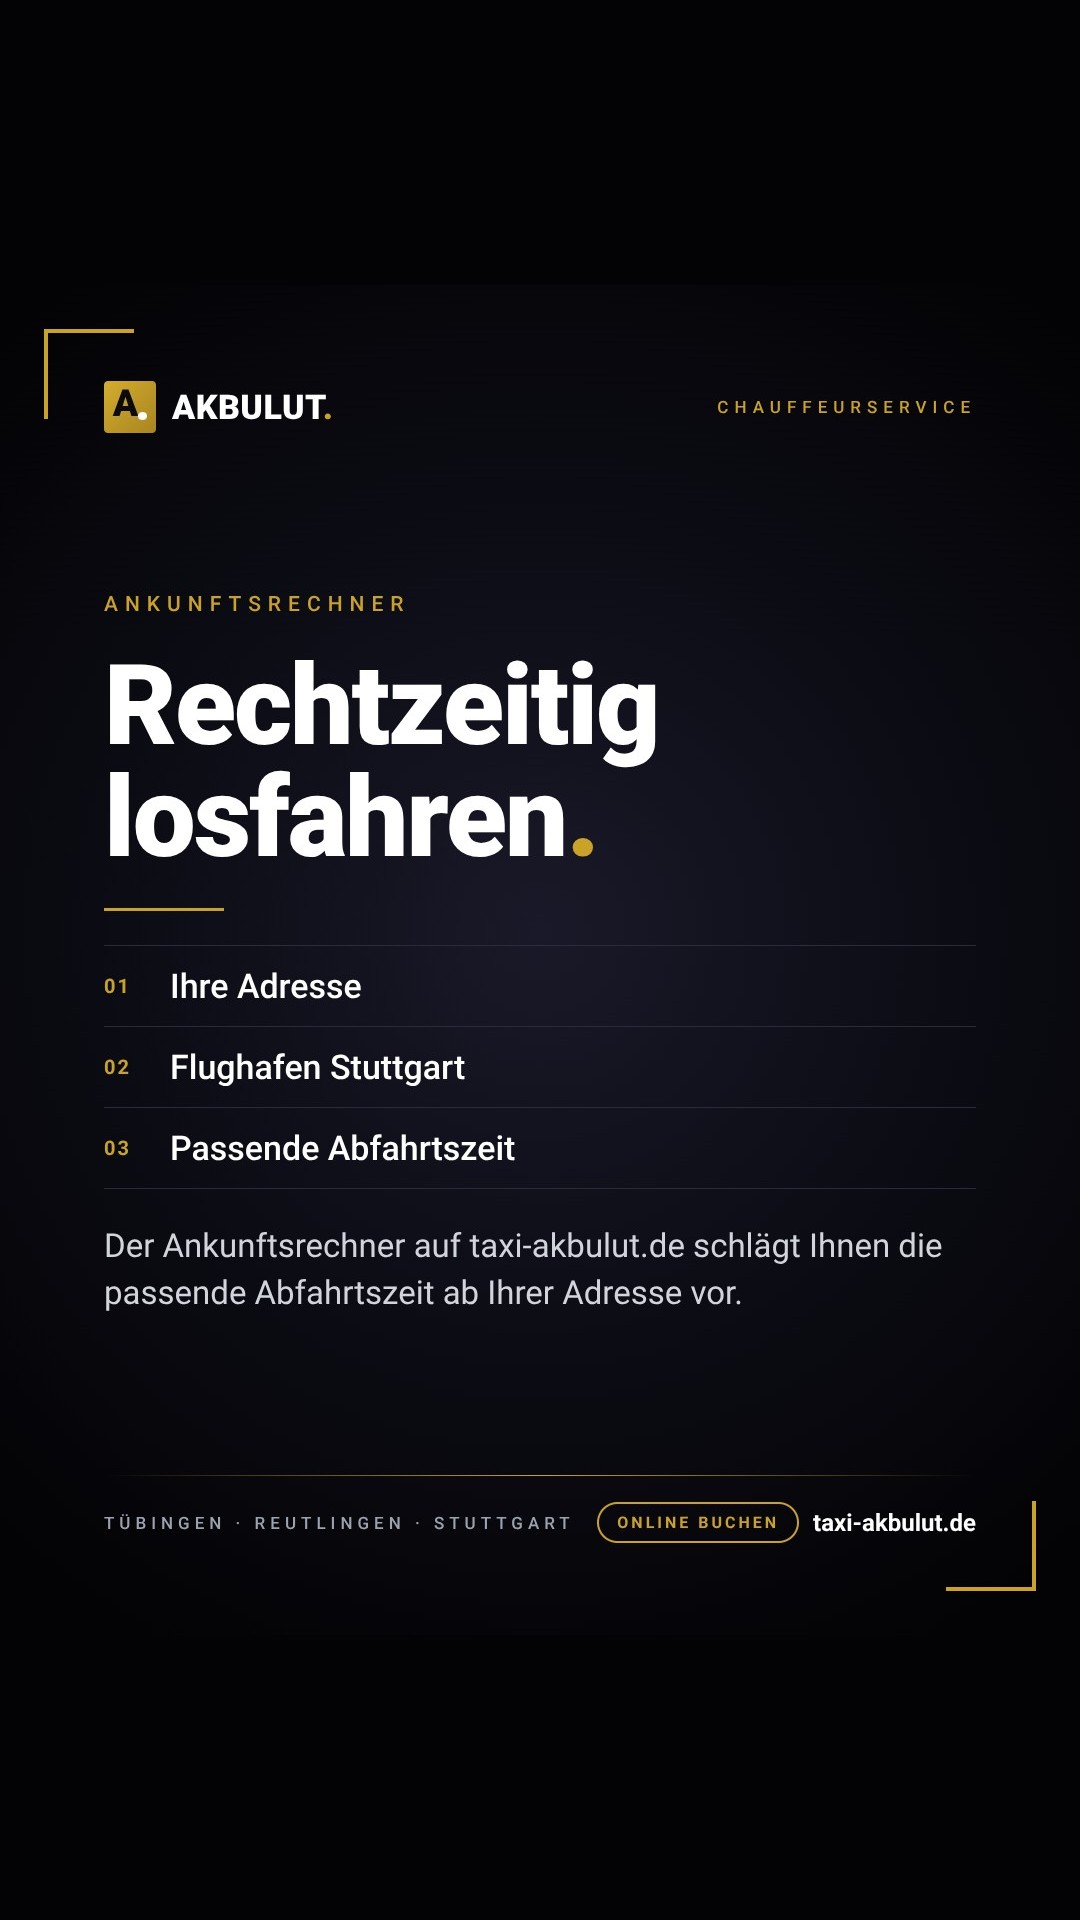 A. AKBULUT.
CHAUFFEURSERVICE
ANKUNFTSRECHNER
Rechtzeitig
losfahren.
01 Ihre Adresse
02 Flughafen Stuttgart
03 Passende Abfahrtszeit
Der Ankunftsrechner auf taxi-akbulut.de schlägt Ihnen die
passende Abfahrtszeit ab Ihrer Adresse vor.
TÜBINGEN · REUTLINGEN · STUTTGART
ONLINE BUCHEN
taxi-akbulut.de